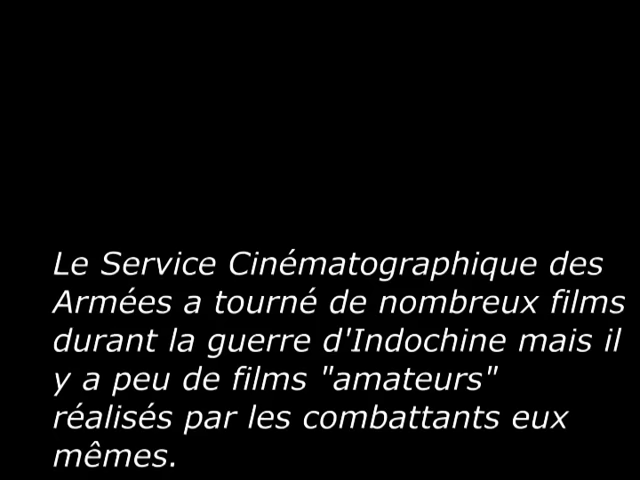 Le Service Cinématographique des
Armées a tourné de nombreux films
durant la guerre d'Indochine mais il
y a peu de films "amateurs"
réalisés par les combattants eux
mêmes.